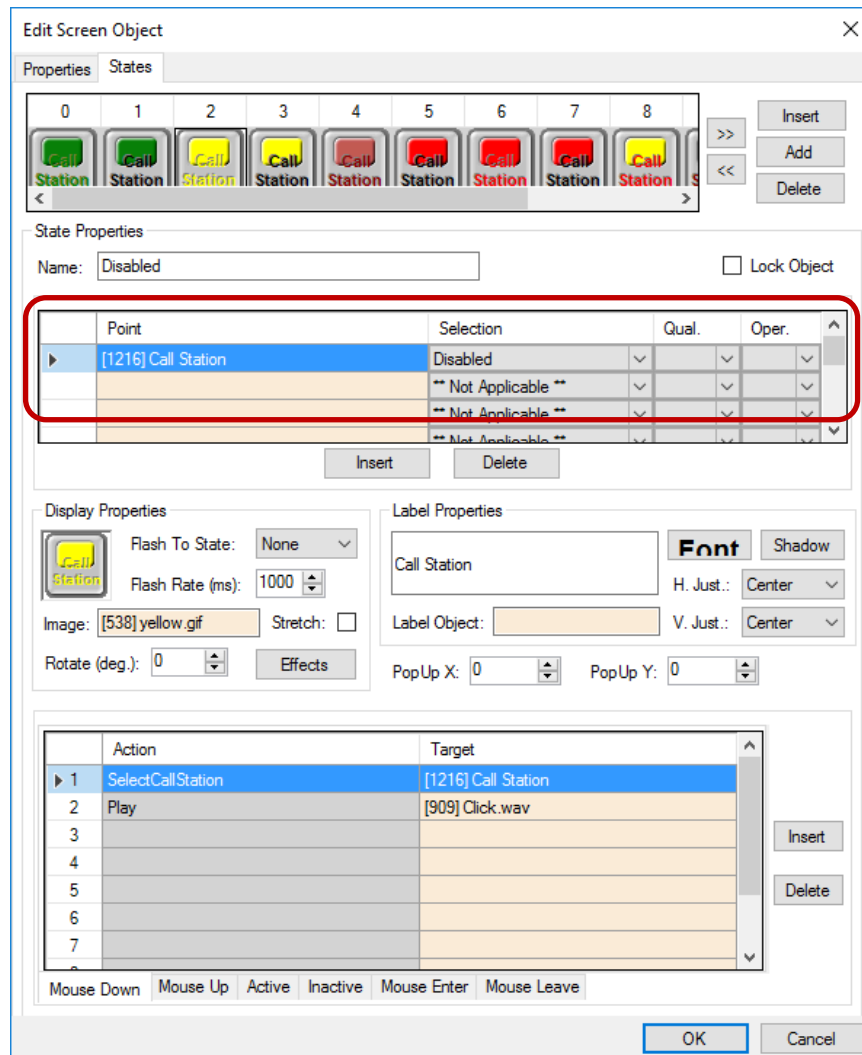 Edit Screen Object
Properties States
0 1 2 3 4 5 6 7 8
Call Station Call Station Call Station Call Station Call Station Call Station Call Station Call Station Call Station S
>>
<<
Insert
Add
Delete
State Properties
Name: Disabled Lock Object
Point Selection Qual. Oper.
[1216] Call Station Disabled
** Not Applicable **
** Not Applicable **
** Not Applicable **
Insert Delete
Display Properties
Call Station
Flash To State: None
Flash Rate (ms): 1000
Image: [538] yellow.gif Stretch:
Rotate (deg.): 0 Effects
Label Properties
Call Station
Font Shadow
H. Just.: Center
Label Object: V. Just.: Center
PopUp X: 0 PopUp Y: 0
Action Target
1 SelectCallStation [1216] Call Station
2 Play [909] Click.wav
3
4
5
6
7
Insert
Delete
Mouse Down Mouse Up Active Inactive Mouse Enter Mouse Leave
OK Cancel